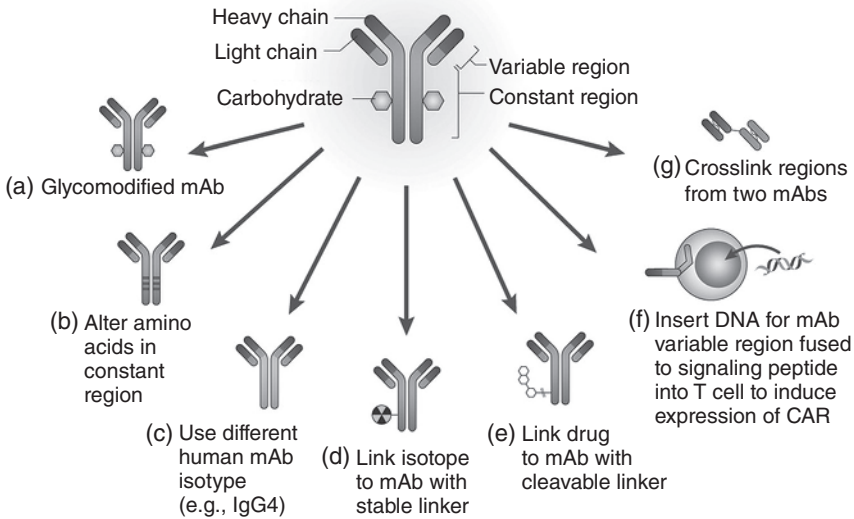 Heavy chain
Light chain
Carbohydrate
Variable region
Constant region
(a) Glycomodified mAb
(b) Alter amino
acids in
constant
region
(c) Use different
human mAb
isotype
(e.g., IgG4)
(d) Link isotope
to mAb with
stable linker
(e) Link drug
to mAb with
cleavable linker
(f) Insert DNA for mAb
variable region fused
to signaling peptide
into T cell to induce
expression of CAR
(g) Crosslink regions
from two mAbs